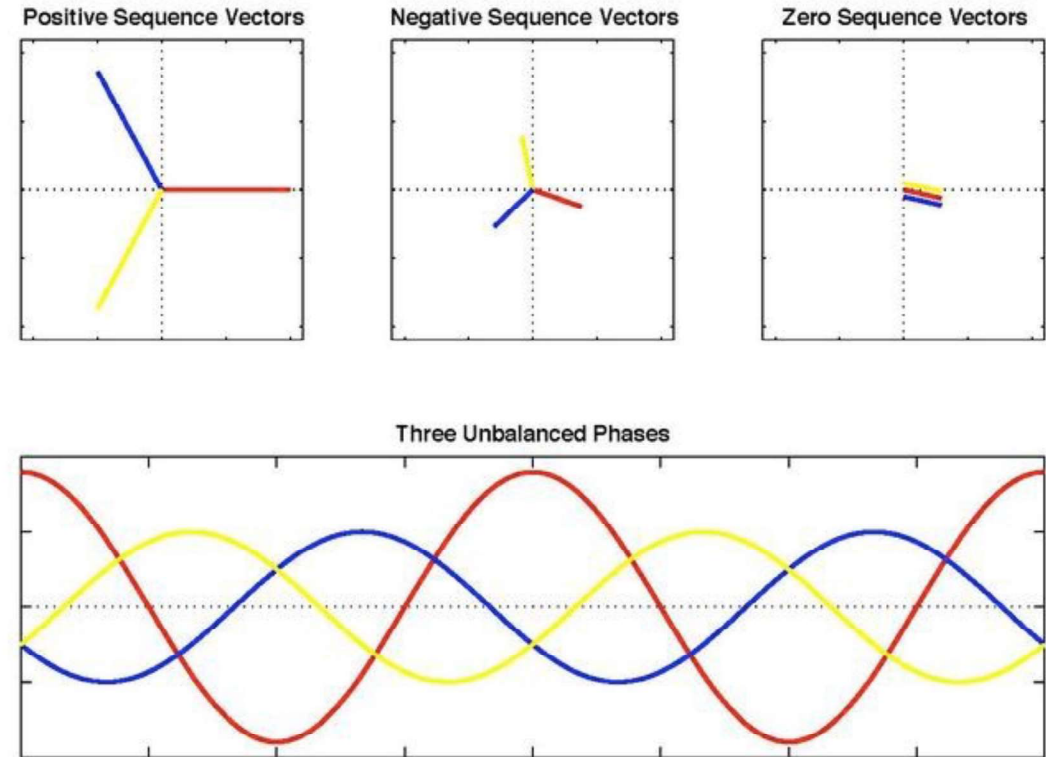 Positive Sequence Vectors
Negative Sequence Vectors
Zero Sequence Vectors
Three Unbalanced Phases